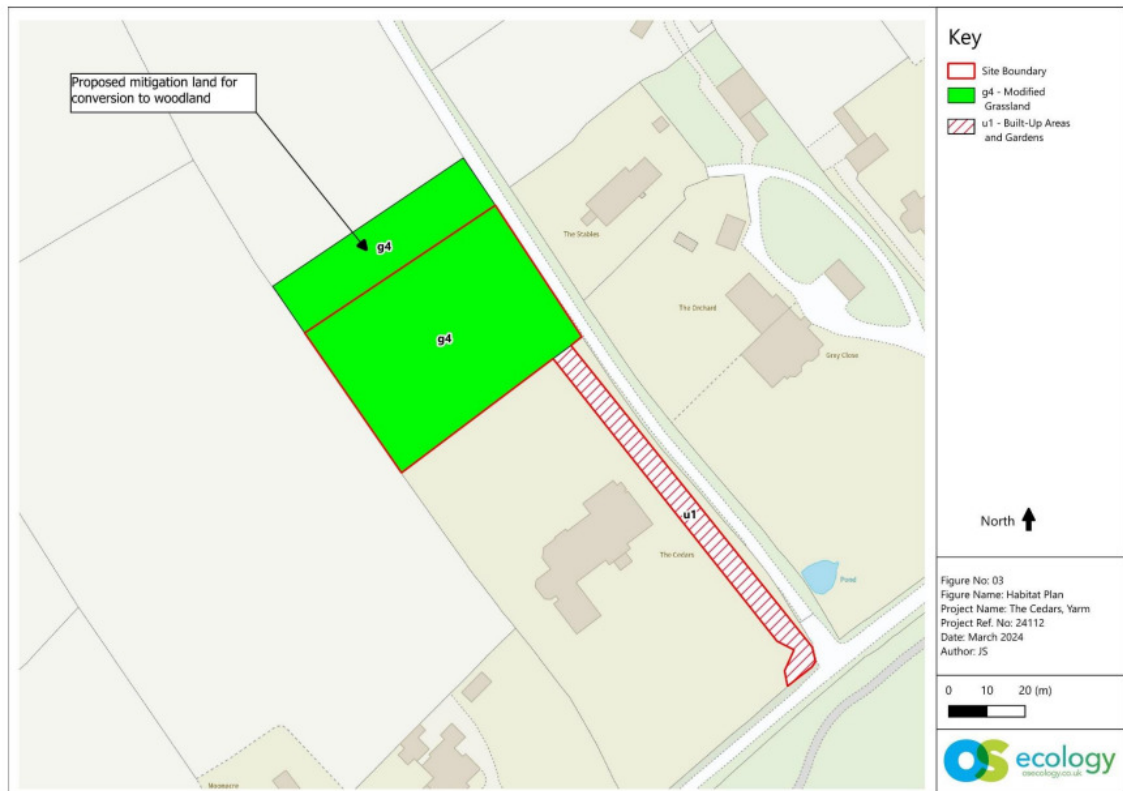 Proposed mitigation land for
conversion to woodland
g4
g4
u1
The Stables
The Orchard
Grey Close
The Cedars
Pond
Moonacre
Key
Site Boundary
g4 - Modified
Grassland
u1 - Built-Up Areas
and Gardens
North
Figure No: 03
Figure Name: Habitat Plan
Project Name: The Cedars, Yarm
Project Ref. No: 24112
Date: March 2024
Author: JS
0 10 20 (m)
OS ecology
osecology.co.uk